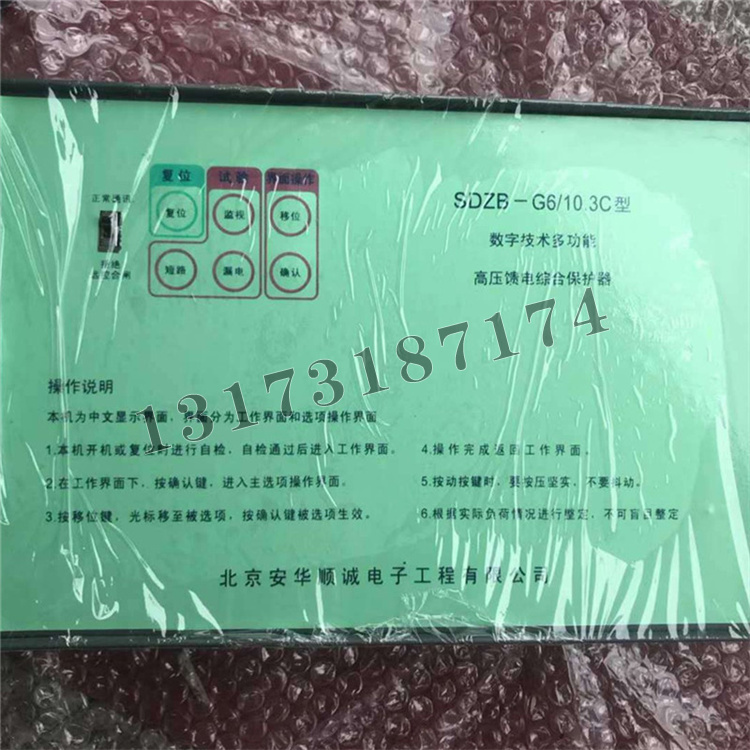 复位
试验
界面操作
正常通讯
复位
监视
移位
拒绝
远控合闸
短路
漏电
确认
SDZB－G6/10.3C型
数字技术多功能
高压馈电综合保护器
13173187174
操作说明
本机为中文显示界面，界面分为工作界面和选项操作界面
1.本机开机或复位时进行自检，自检通过后进入工作界面。
2.在工作界面下，按确认键，进入主选项操作界面。
3.按移位键，光标移至被选项，按确认键被选项生效。
4.操作完成返回工作界面。
5.按动按键时，要按压坚实，不要抖动。
6.根据实际负荷情况进行整定，不可盲目整定
北京安华顺诚电子工程有限公司